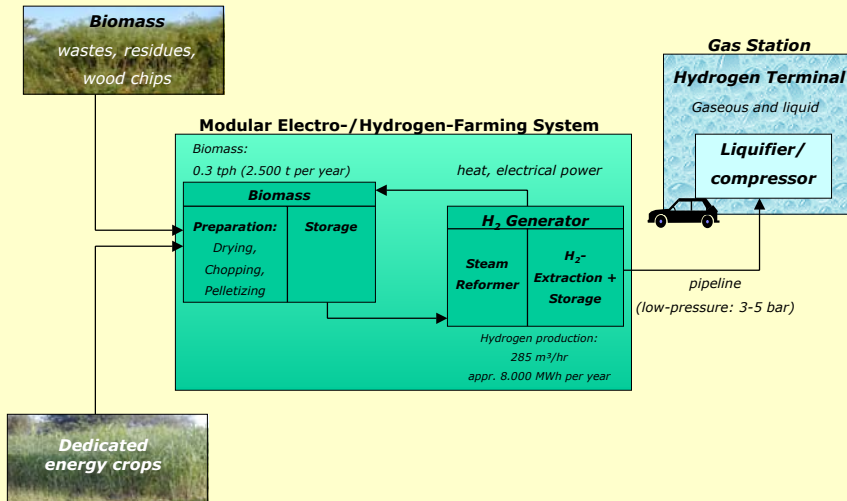 Biomass
wastes, residues,
wood chips
Gas Station
Hydrogen Terminal
Gaseous and liquid
Liquifier/
compressor
Modular Electro-/Hydrogen-Farming System
Biomass:
0.3 tph (2.500 t per year)
heat, electrical power
Biomass
Preparation:
Drying,
Chopping,
Pelletizing
Storage
H₂ Generator
Steam
Reformer
H₂-
Extraction +
Storage
pipeline
(low-pressure: 3-5 bar)
Hydrogen production:
285 m³/hr
appr. 8.000 MWh per year
Dedicated
energy crops